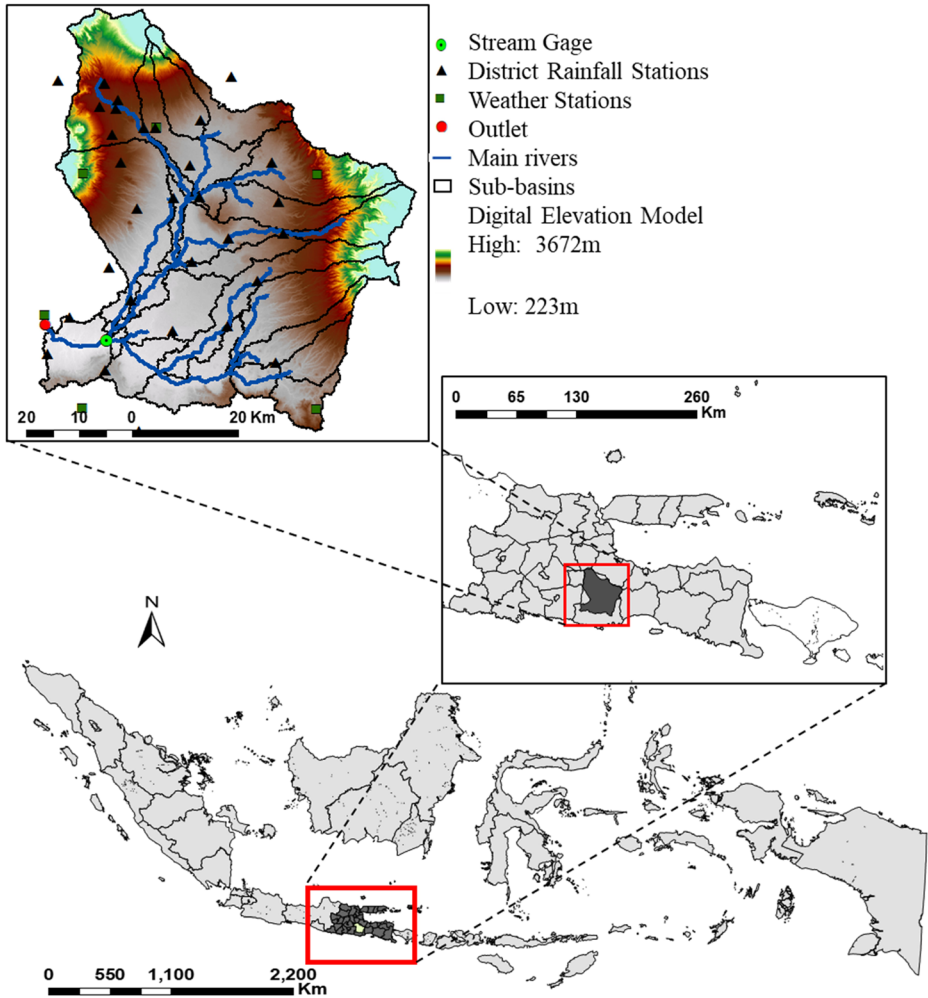 Stream Gage
District Rainfall Stations
Weather Stations
Outlet
Main rivers
Sub-basins
Digital Elevation Model
High: 3672m
Low: 223m
20 10 0 20 Km
0 65 130 260
Km
N
0 550 1,100 2,200
Km